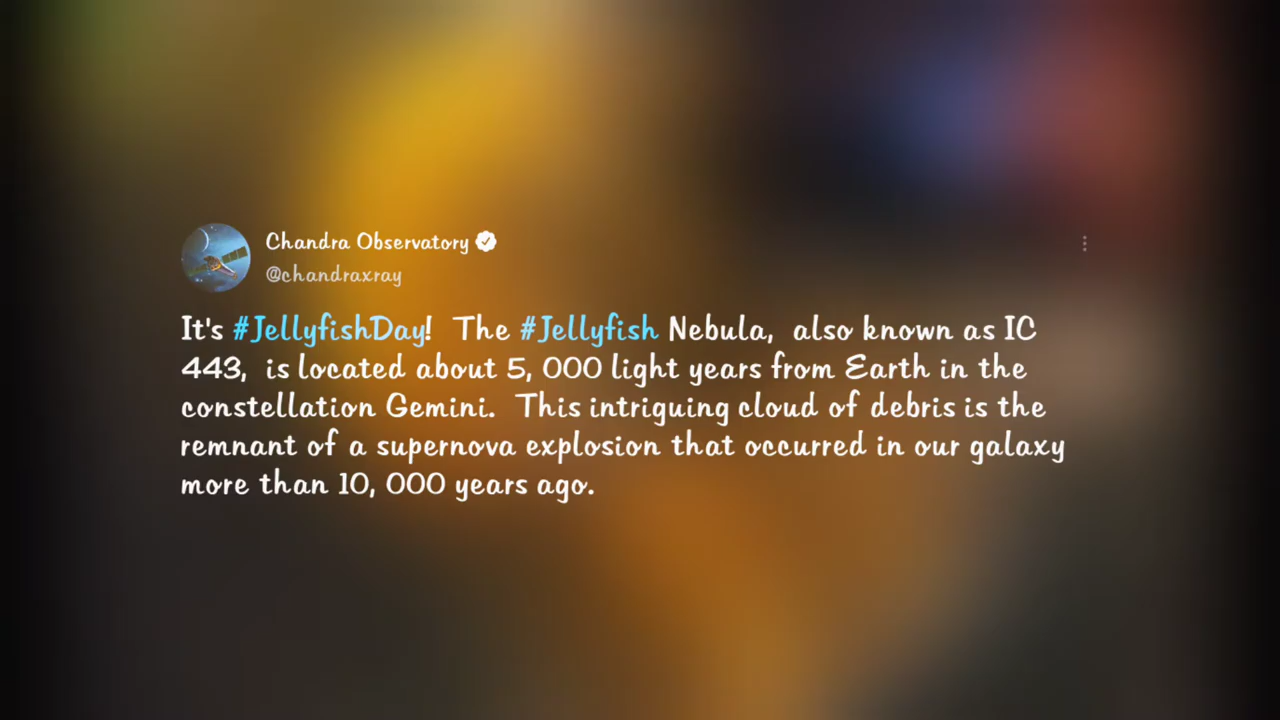 Chandra Observatory
@chandraxray
It's #JellyfishDay! The #Jellyfish Nebula, also known as IC
443, is located about 5, 000 light years from Earth in the
constellation Gemini. This intriguing cloud of debris is the
remnant of a supernova explosion that occurred in our galaxy
more than 10, 000 years ago.